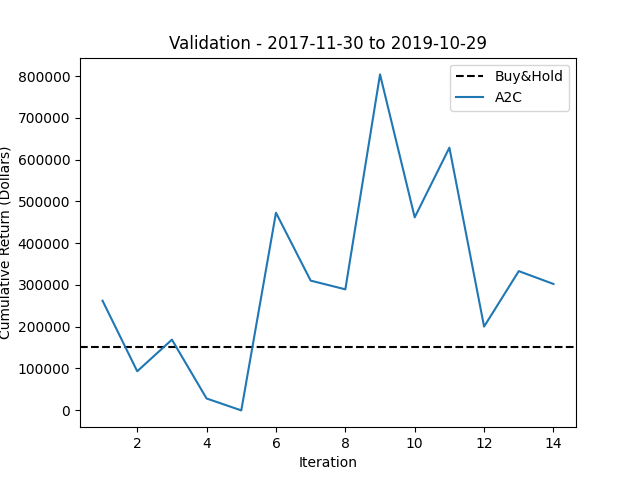 Validation - 2017-11-30 to 2019-10-29
Buy&Hold
A2C
Cumulative Return (Dollars)
800000
700000
600000
500000
400000
300000
200000
100000
0
2 4 6 8 10 12 14
Iteration